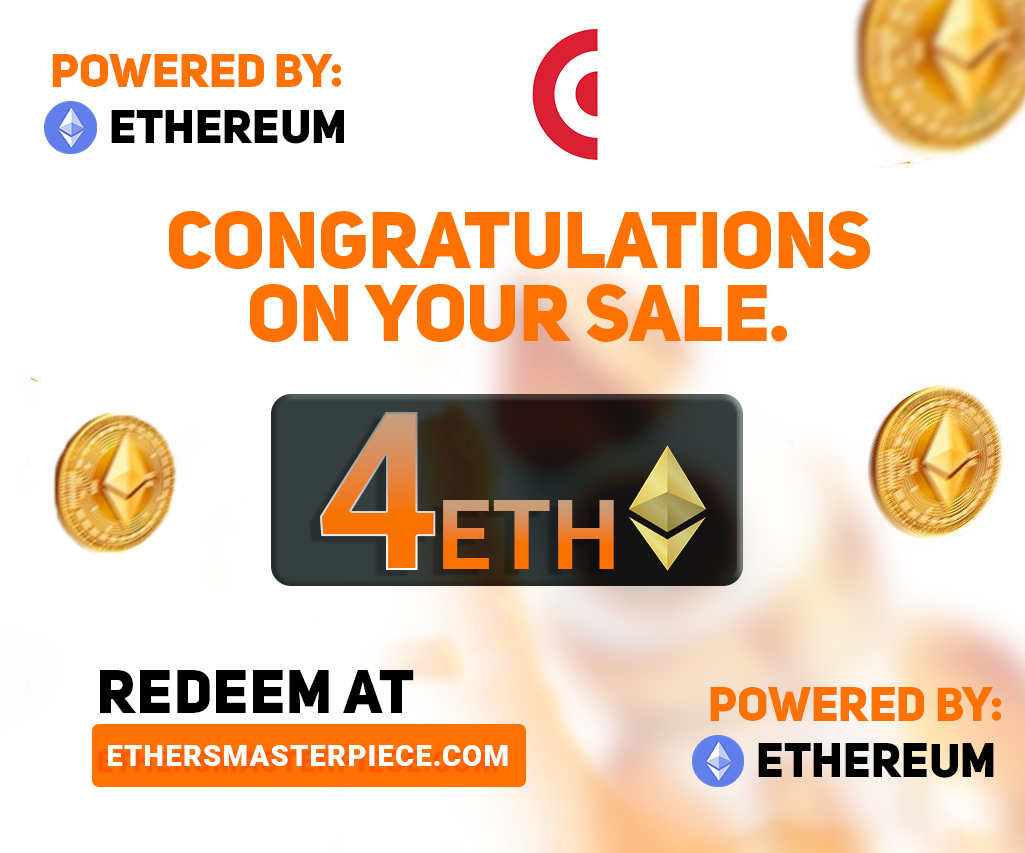 POWERED BY:
ETHEREUM
CONGRATULATIONS
ON YOUR SALE.
4ETH
REDEEM AT
ETHERSMASTERPIECE.COM
POWERED BY:
ETHEREUM